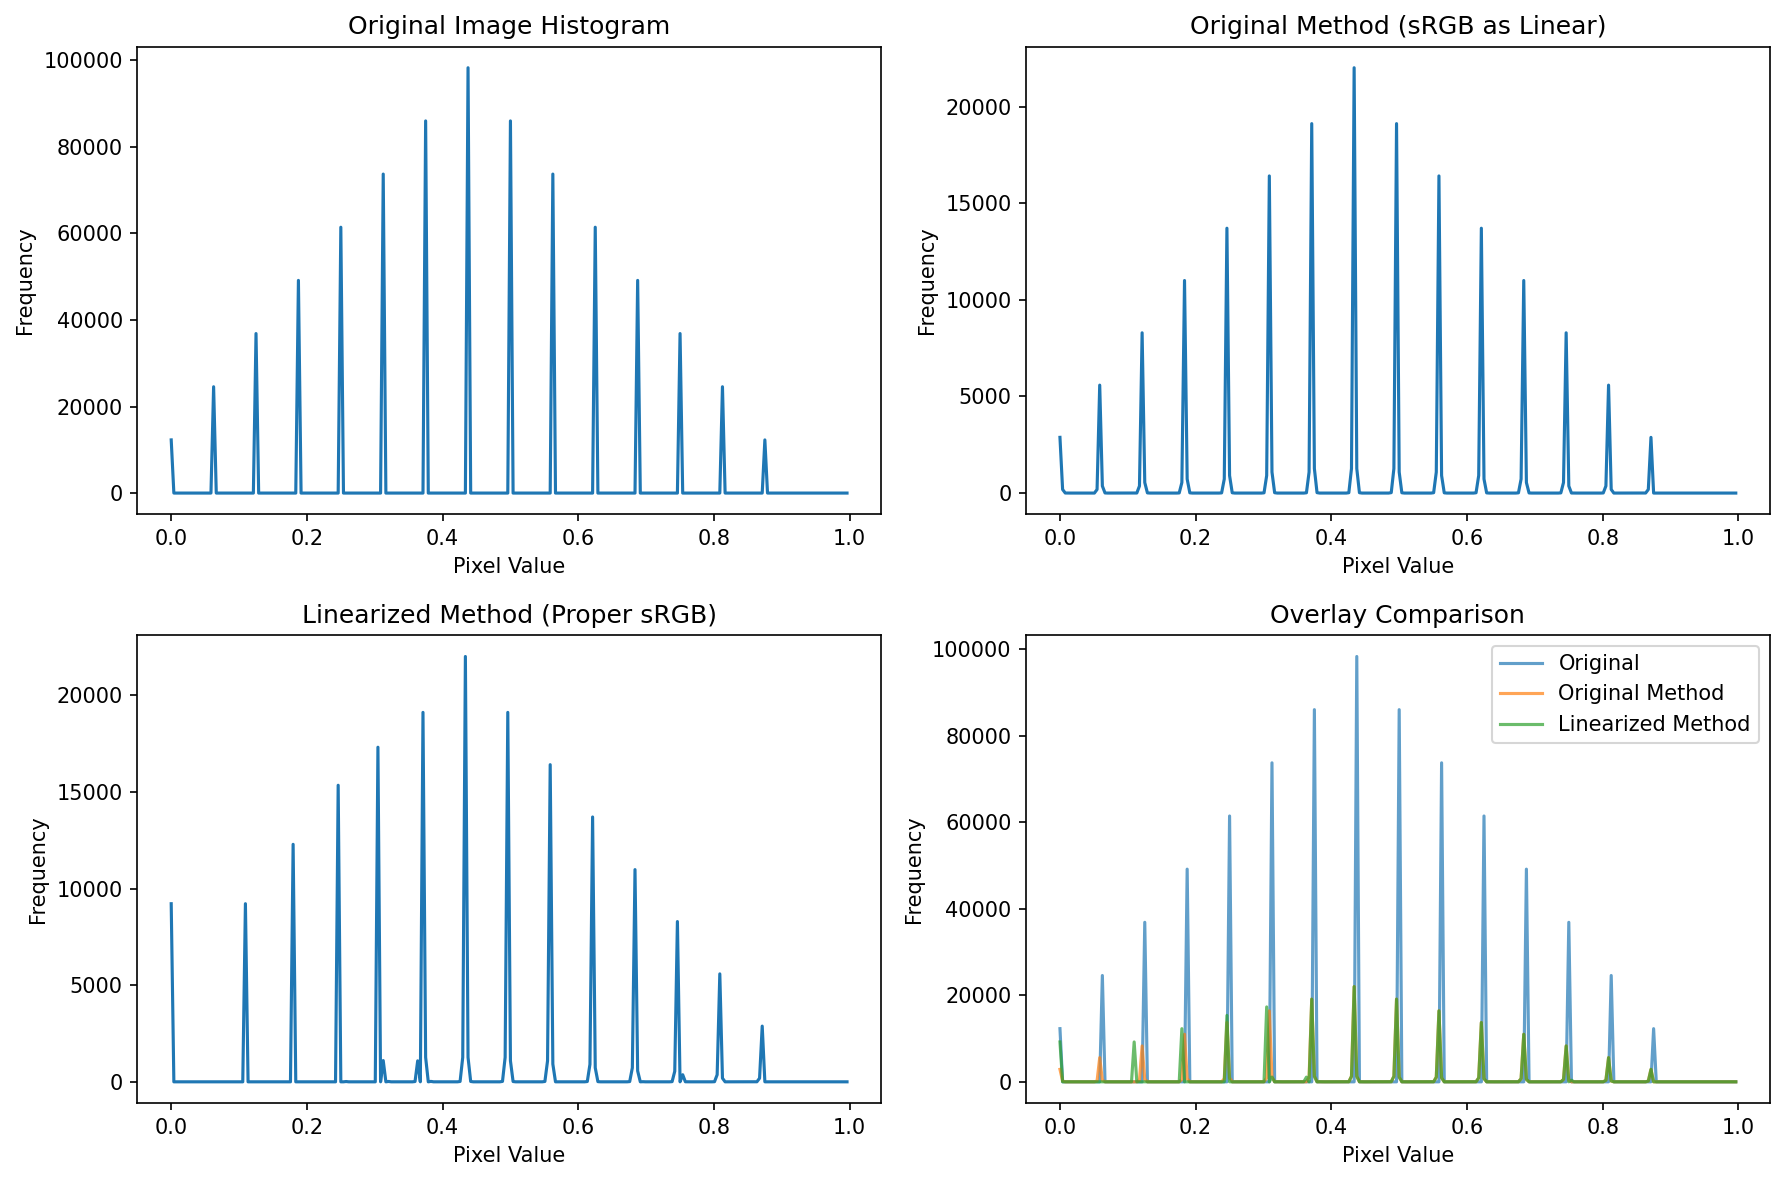 Original Image Histogram
100000
80000
60000
40000
20000
0
Frequency
0.0 0.2 0.4 0.6 0.8 1.0
Pixel Value
Original Method (sRGB as Linear)
20000
15000
10000
5000
0
Frequency
0.0 0.2 0.4 0.6 0.8 1.0
Pixel Value
Linearized Method (Proper sRGB)
20000
15000
10000
5000
0
Frequency
0.0 0.2 0.4 0.6 0.8 1.0
Pixel Value
Overlay Comparison
Original
Original Method
Linearized Method
100000
80000
60000
40000
20000
0
Frequency
0.0 0.2 0.4 0.6 0.8 1.0
Pixel Value